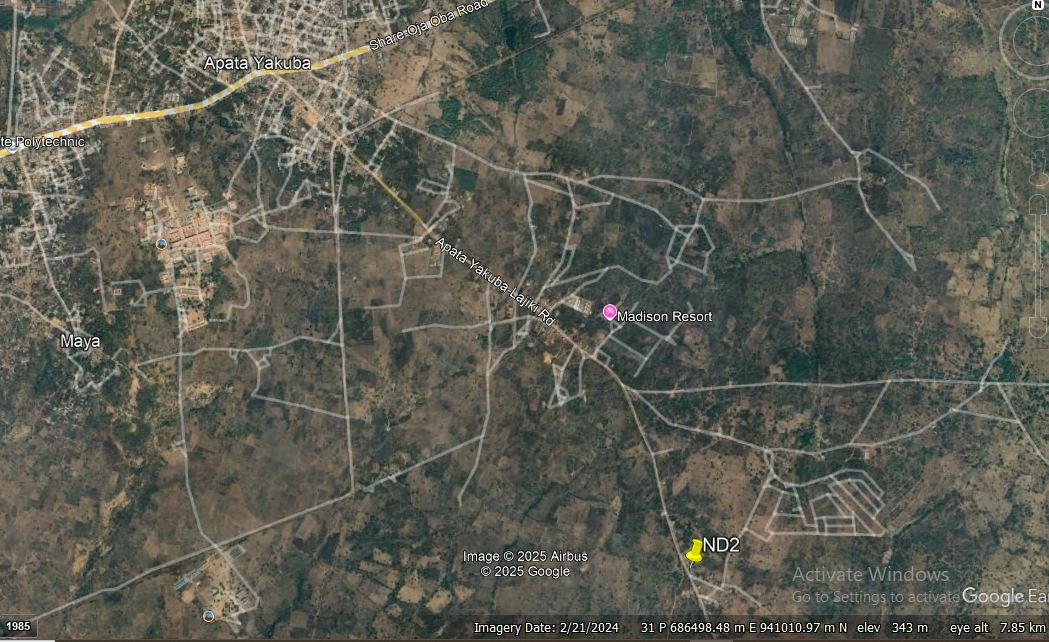 N
Share-Oja Oba Road
Apata Yakuba
te Polytechnic
Apata Yakuba-Lajiki Rd
Madison Resort
Maya
ND2
Image © 2025 Airbus
© 2025 Google
Activate Windows
Go to Settings to activate
Google Ear
1985
Imagery Date: 2/21/2024 31 P 686498.48 m E 941010.97 m N elev 343 m eye alt 7.85 km